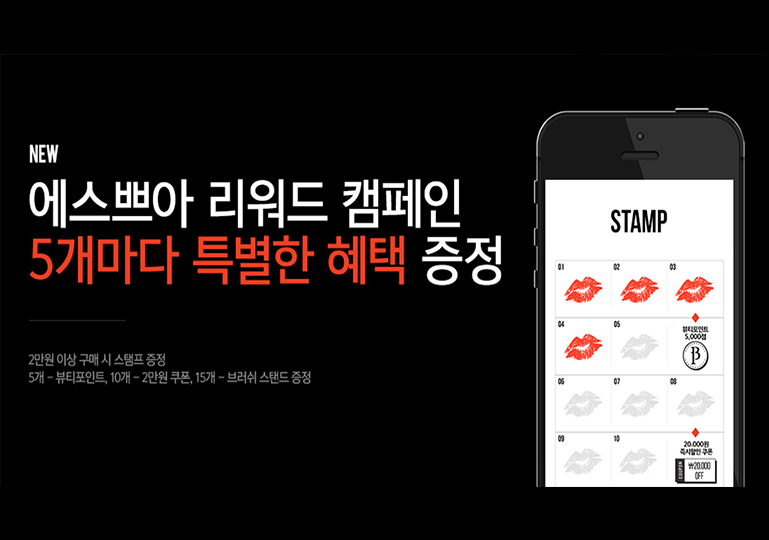 NEW
에스쁘아 리워드 캠페인
5개마다 특별한 혜택 증정
2만원 이상 구매 시 스탬프 증정
5개 – 뷰티포인트, 10개 – 2만원 쿠폰, 15개 – 브러쉬 스탠드 증정
STAMP
01 02 03
04 05 뷰티포인트
5,000점
B
06 07 08
09 10 20.000원
즉시할인 쿠폰
COUPON
₩20,000
OFF